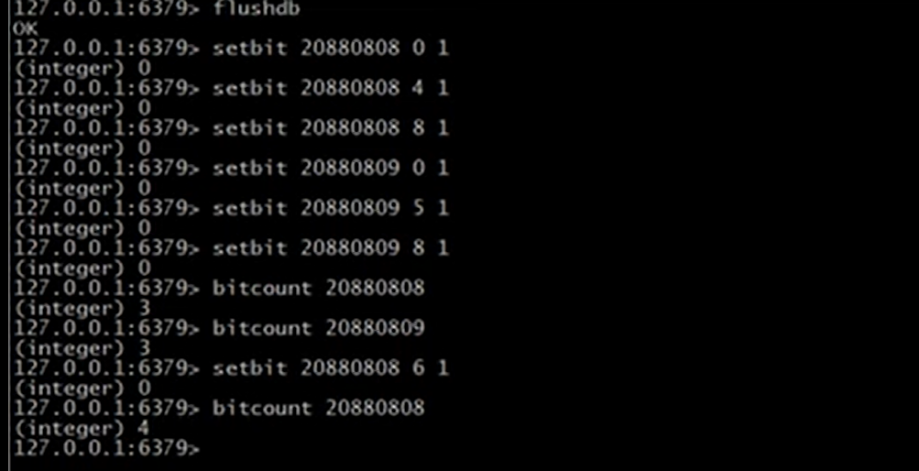 127.0.0.1:6379> flushdb
OK
127.0.0.1:6379> setbit 20880808 0 1
(integer) 0
127.0.0.1:6379> setbit 20880808 4 1
(integer) 0
127.0.0.1:6379> setbit 20880808 8 1
(integer) 0
127.0.0.1:6379> setbit 20880809 0 1
(integer) 0
127.0.0.1:6379> setbit 20880809 5 1
(integer) 0
127.0.0.1:6379> setbit 20880809 8 1
(integer) 0
127.0.0.1:6379> bitcount 20880808
(integer) 3
127.0.0.1:6379> bitcount 20880809
(integer) 3
127.0.0.1:6379> setbit 20880808 6 1
(integer) 0
127.0.0.1:6379> bitcount 20880808
(integer) 4
127.0.0.1:6379>